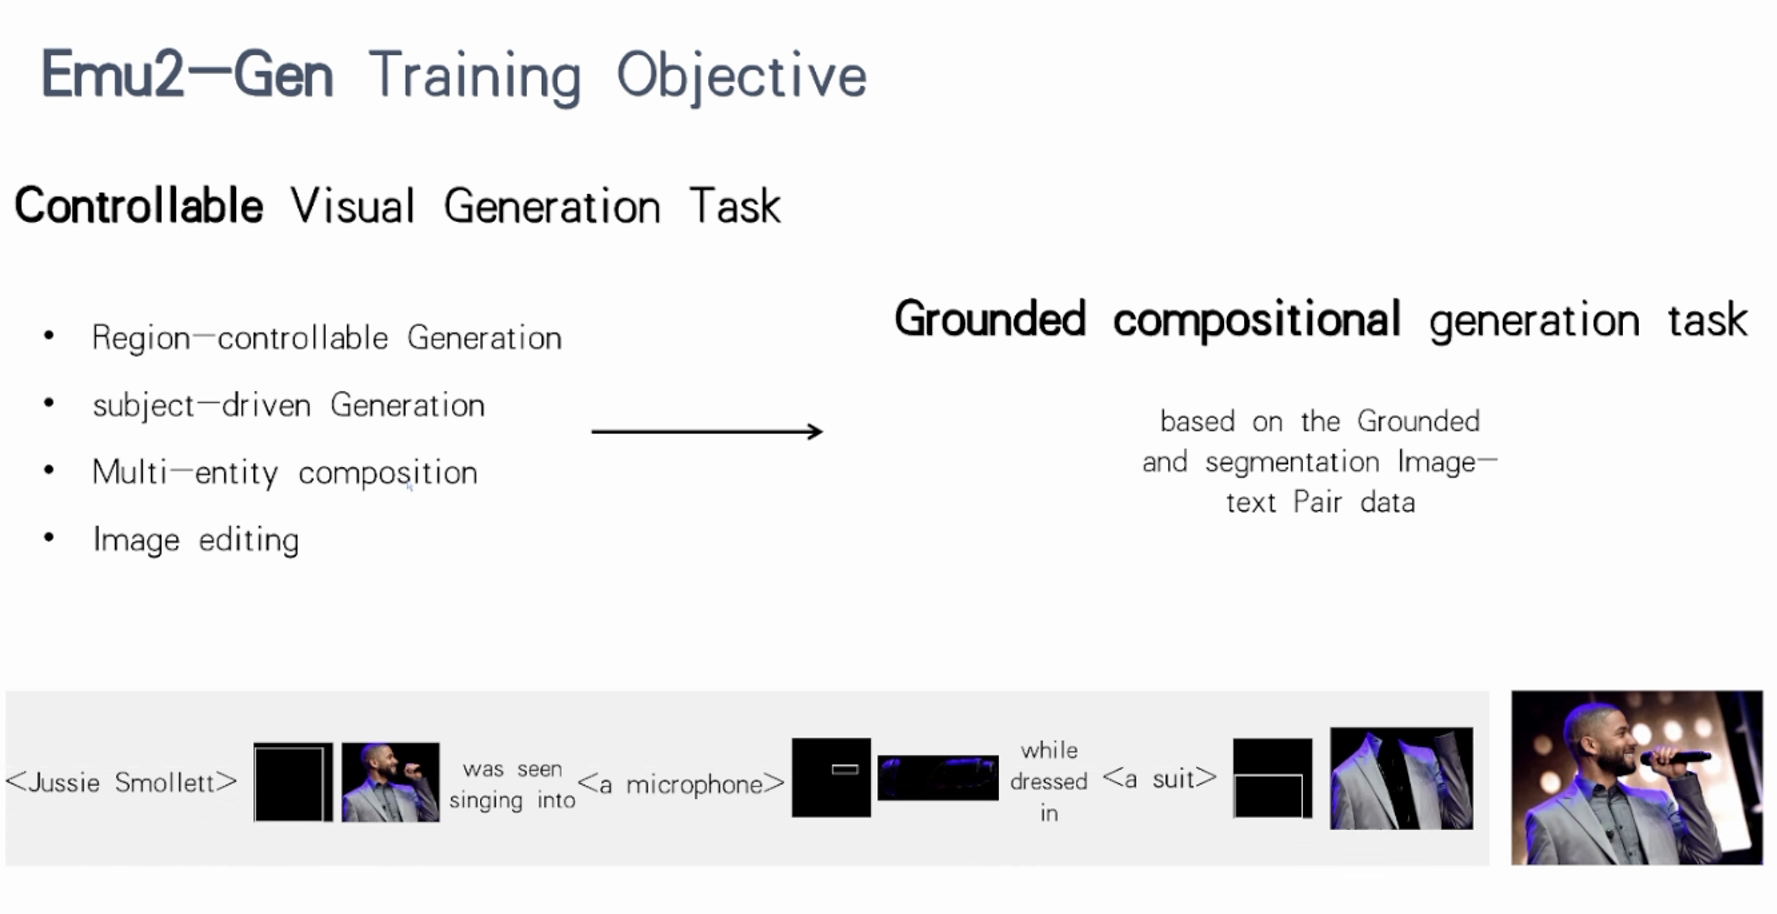 Emu2-Gen Training Objective
Controllable Visual Generation Task
• Region-controllable Generation
• subject-driven Generation
• Multi-entity composition
• Image editing
Grounded compositional generation task
based on the Grounded
and segmentation Image-
text Pair data
<Jussie Smollett>
was seen
singing into
<a microphone>
while
dressed
in
<a suit>